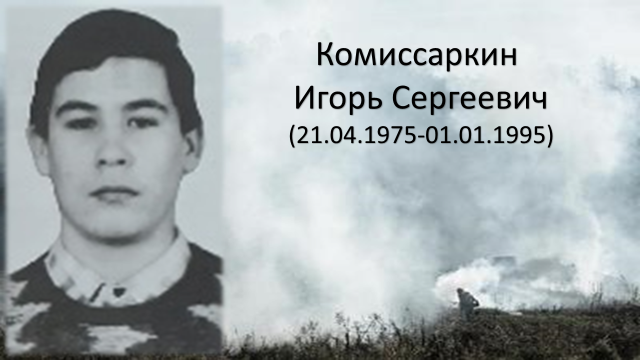 Комиссаркин
Игорь Сергеевич
(21.04.1975-01.01.1995)